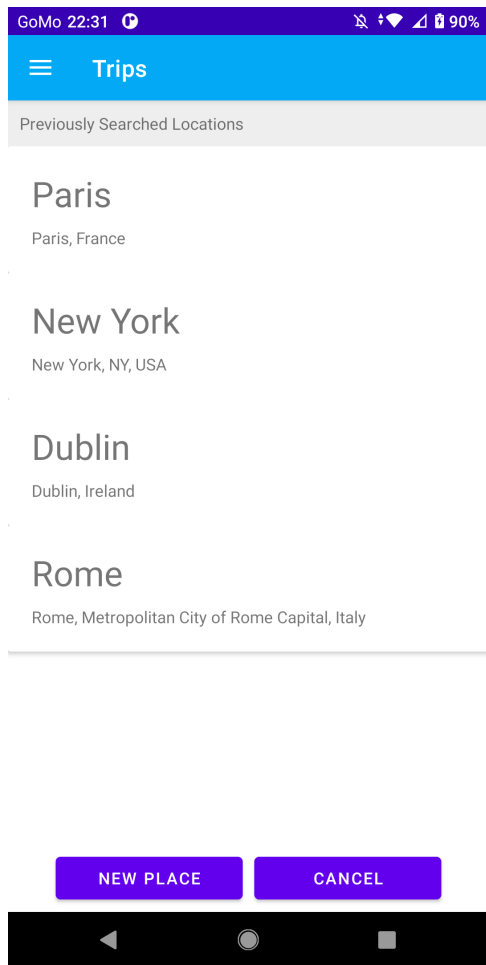 GoMo 22:31 90%
Trips
Previously Searched Locations
Paris
Paris, France
New York
New York, NY, USA
Dublin
Dublin, Ireland
Rome
Rome, Metropolitan City of Rome Capital, Italy
NEW PLACE CANCEL